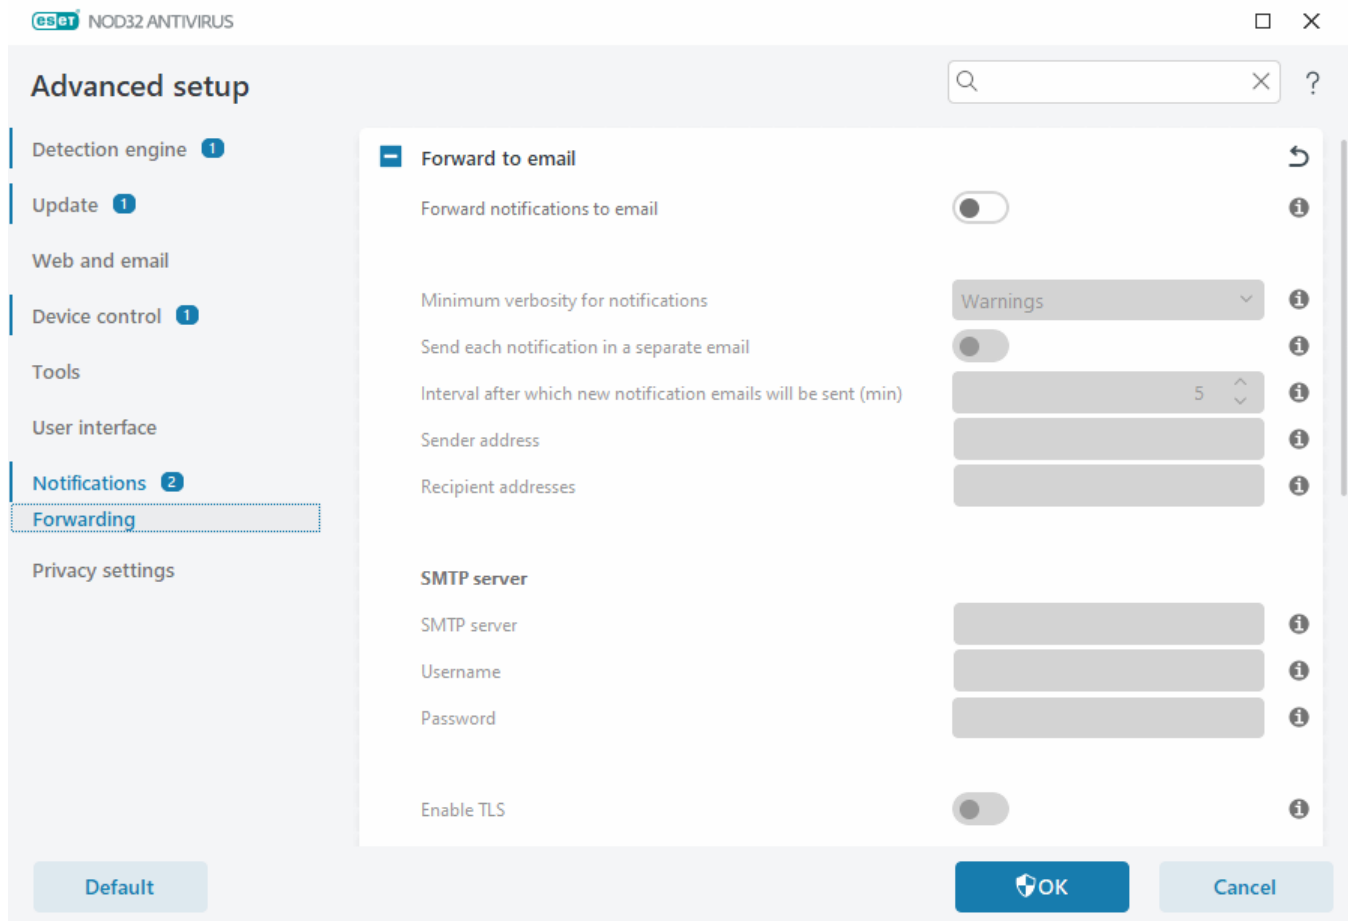 eset NOD32 ANTIVIRUS
Advanced setup
?
Detection engine 1
Update 1
Web and email
Device control 1
Tools
User interface
Notifications 2
Forwarding
Privacy settings
Forward to email
Forward notifications to email
Minimum verbosity for notifications Warnings
Send each notification in a separate email
Interval after which new notification emails will be sent (min) 5
Sender address
Recipient addresses
SMTP server
SMTP server
Username
Password
Enable TLS
Default
OK
Cancel